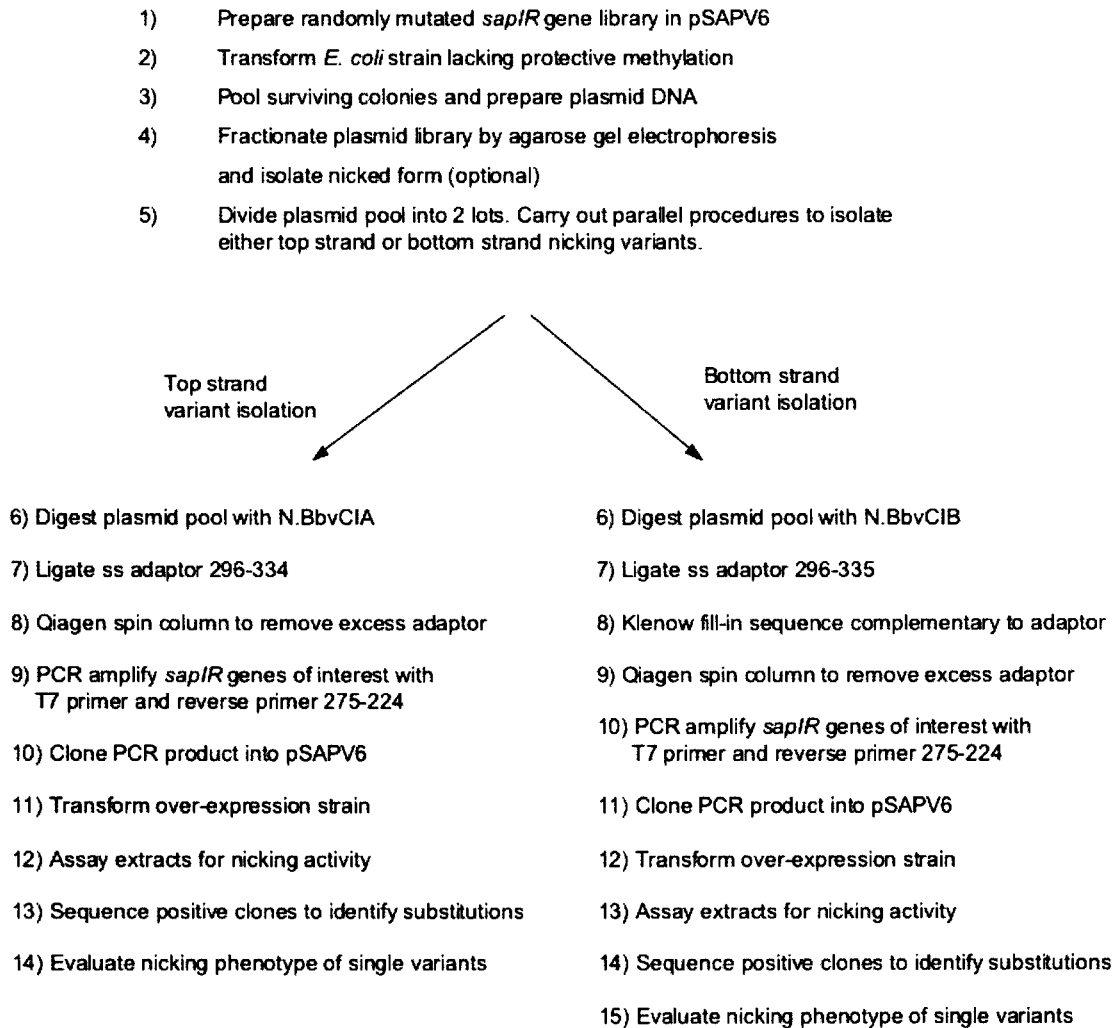 1) Prepare randomly mutated sapIR gene library in pSAPV6
2) Transform E. coli strain lacking protective methylation
3) Pool surviving colonies and prepare plasmid DNA
4) Fractionate plasmid library by agarose gel electrophoresis
and isolate nicked form (optional)
5) Divide plasmid pool into 2 lots. Carry out parallel procedures to isolate
either top strand or bottom strand nicking variants.
Top strand
variant isolation
Bottom strand
variant isolation
6) Digest plasmid pool with N.BbvCIA
7) Ligate ss adaptor 296-334
8) Qiagen spin column to remove excess adaptor
9) PCR amplify sapIR genes of interest with
T7 primer and reverse primer 275-224
10) Clone PCR product into pSAPV6
11) Transform over-expression strain
12) Assay extracts for nicking activity
13) Sequence positive clones to identify substitutions
14) Evaluate nicking phenotype of single variants
6) Digest plasmid pool with N.BbvCIB
7) Ligate ss adaptor 296-335
8) Klenow fill-in sequence complementary to adaptor
9) Qiagen spin column to remove excess adaptor
10) PCR amplify sapIR genes of interest with
T7 primer and reverse primer 275-224
11) Clone PCR product into pSAPV6
12) Transform over-expression strain
13) Assay extracts for nicking activity
14) Sequence positive clones to identify substitutions
15) Evaluate nicking phenotype of single variants